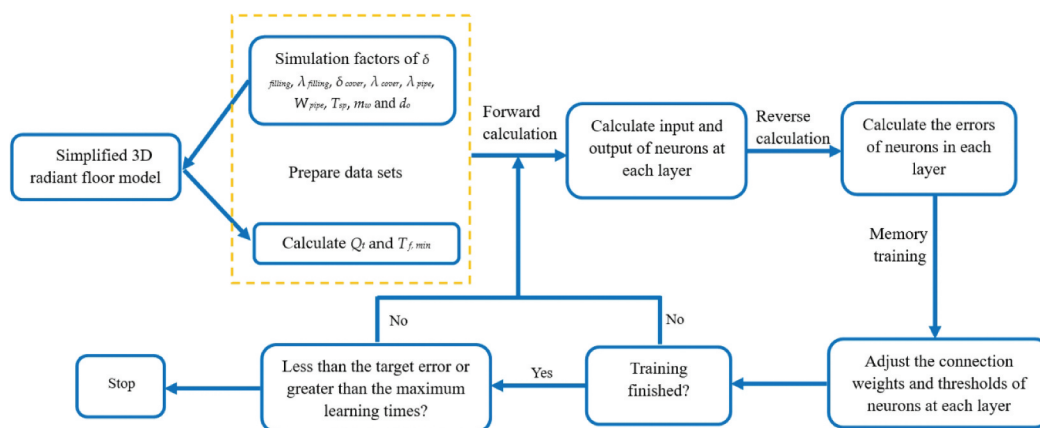 Simulation factors of δ
filling, λ filling, δ cover, λ cover, λ pipe,
W pipe, T sp, m w and d o
Simplified 3D
radiant floor model
Prepare data sets
Calculate Q t and T f, min
Forward
calculation
Calculate input and
output of neurons at
each layer
Reverse
calculation
Calculate the errors
of neurons in each
layer
Memory
training
Adjust the connection
weights and thresholds of
neurons at each layer
Training
finished?
No
Yes
Less than the target error or
greater than the maximum
learning times?
No
Stop